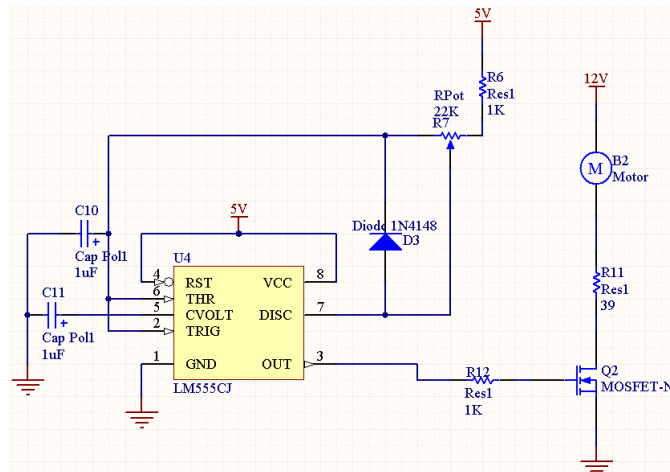 5V
R6
Res1
1K
RPot
22K
R7
12V
B2
Motor
M
C10
Cap Pol1
1uF
5V
Diode 1N4148
D3
U4
4
RST
VCC
8
6
THR
C11
Cap Pol1
1uF
5
CVOLT
DISC
7
2
TRIG
R11
Res1
39
1
GND
OUT
3
LM555CJ
R12
Res1
1K
Q2
MOSFET-N